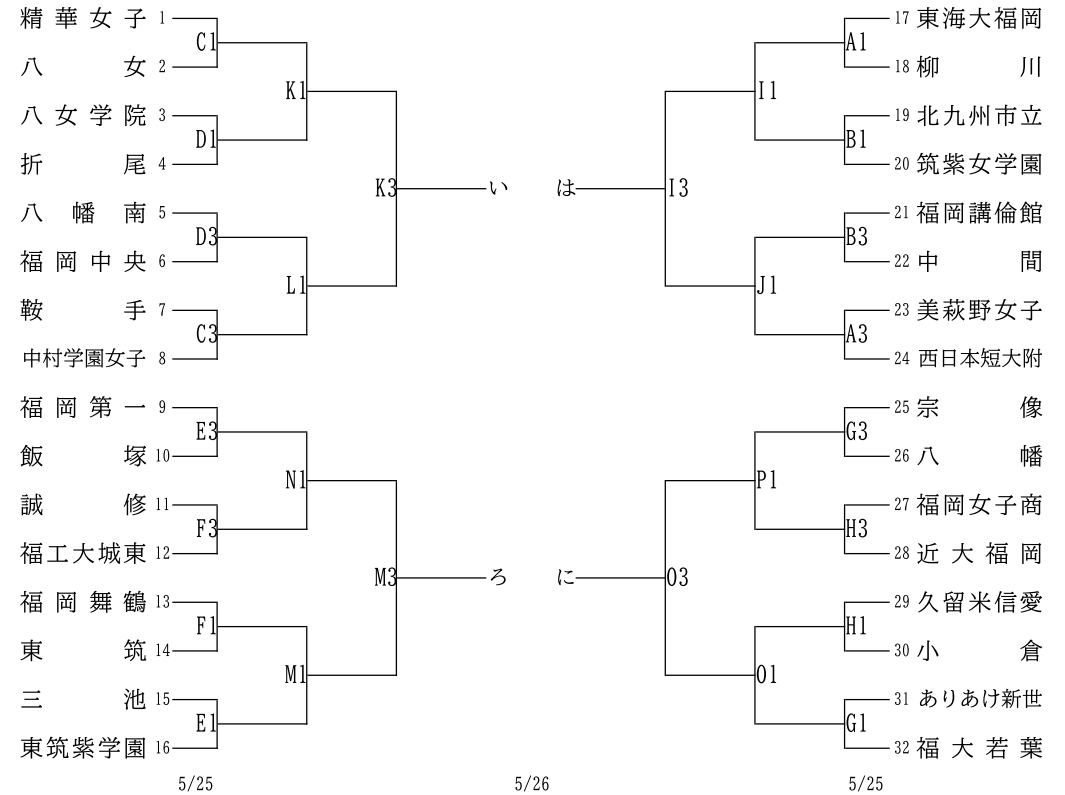 精華女子 1
C1
八女 2
K1
八女学院 3
D1
折尾 4
K3
い
八幡南 5
D3
福岡中央 6
L1
鞍手 7
C3
中村学園女子 8
福岡第一 9
E3
飯塚 10
N1
誠修 11
F3
福工大城東 12
M3
ろ
福岡舞鶴 13
F1
東筑 14
M1
三池 15
E1
東筑紫学園 16
17 東海大福岡
A1
18 柳川
I1
19 北九州市立
B1
20 筑紫女学園
は
I3
21 福岡講倫館
B3
22 中間
J1
23 美萩野女子
A3
24 西日本短大附
25 宗像
G3
26 八幡
P1
27 福岡女子商
H3
28 近大福岡
に
O3
29 久留米信愛
H1
30 小倉
O1
31 ありあけ新世
G1
32 福大若葉
5/25
5/26
5/25